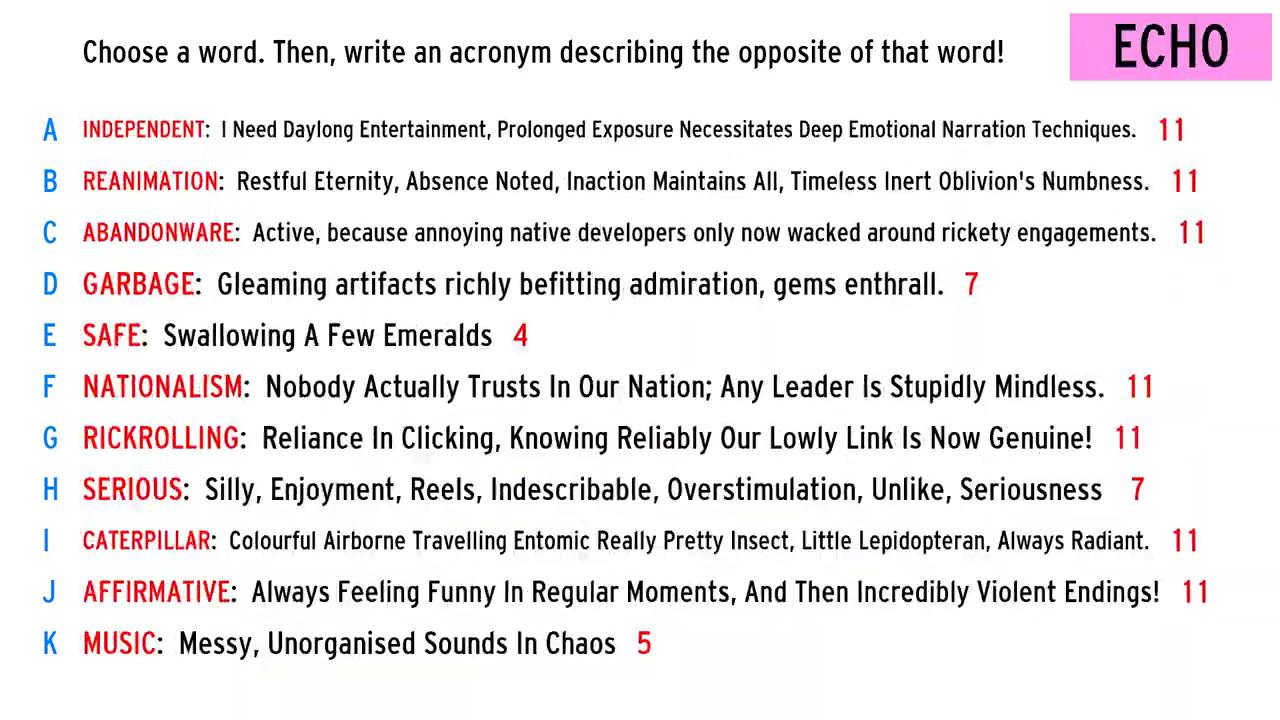 Choose a word. Then, write an acronym describing the opposite of that word!
ECHO
A INDEPENDENT: I Need Daylong Entertainment, Prolonged Exposure Necessitates Deep Emotional Narration Techniques. 11
B REANIMATION: Restful Eternity, Absence Noted, Inaction Maintains All, Timeless Inert Oblivion's Numbness. 11
C ABANDONWARE: Active, because annoying native developers only now wacked around rickety engagements. 11
D GARBAGE: Gleaming artifacts richly befitting admiration, gems enthrall. 7
E SAFE: Swallowing A Few Emeralds 4
F NATIONALISM: Nobody Actually Trusts In Our Nation; Any Leader Is Stupidly Mindless. 11
G RICKROLLING: Reliance In Clicking, Knowing Reliably Our Lowly Link Is Now Genuine! 11
H SERIOUS: Silly, Enjoyment, Reels, Indescribable, Overstimulation, Unlike, Seriousness 7
I CATERPILLAR: Colourful Airborne Travelling Entomic Really Pretty Insect, Little Lepidopteran, Always Radiant. 11
J AFFIRMATIVE: Always Feeling Funny In Regular Moments, And Then Incredibly Violent Endings! 11
K MUSIC: Messy, Unorganised Sounds In Chaos 5